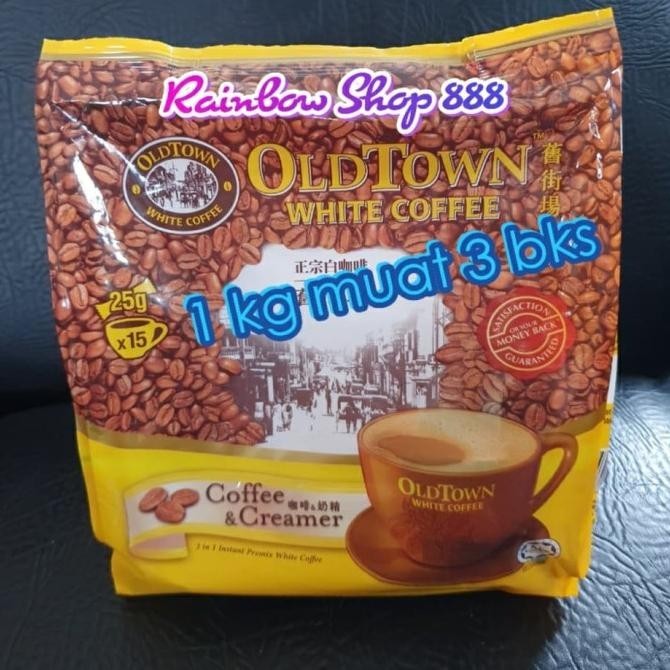 Rainbow Shop 888
OLDTOWN
WHITE COFFEE
OLDTOWN
TM
WHITE COFFEE
舊街場
正宗白咖啡
1 kg muat 3 bks
25g
x15
SATISFACTION
OR YOUR
MONEY BACK
GUARANTEED
Coffee
咖啡&奶精
&Creamer
2 in 1 Instant Premix White Coffee
OLDTOWN
WHITE COFFEE